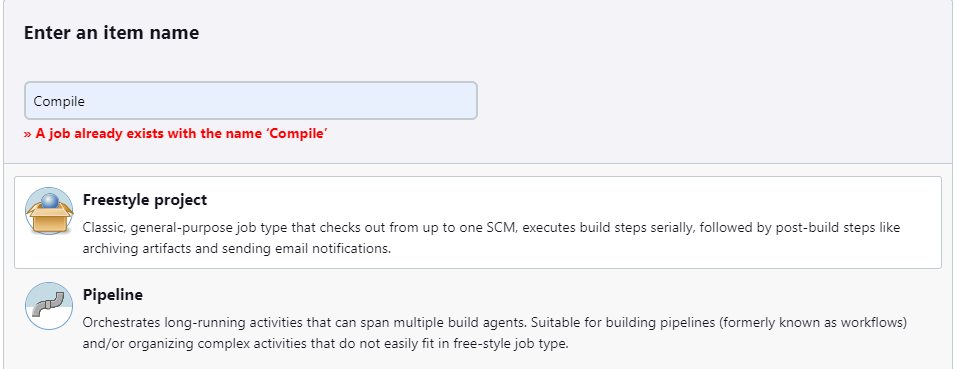 Enter an item name
Compile
» A job already exists with the name ‘Compile’
Freestyle project
Classic, general-purpose job type that checks out from up to one SCM, executes build steps serially, followed by post-build steps like
archiving artifacts and sending email notifications.
Pipeline
Orchestrates long-running activities that can span multiple build agents. Suitable for building pipelines (formerly known as workflows)
and/or organizing complex activities that do not easily fit in free-style job type.